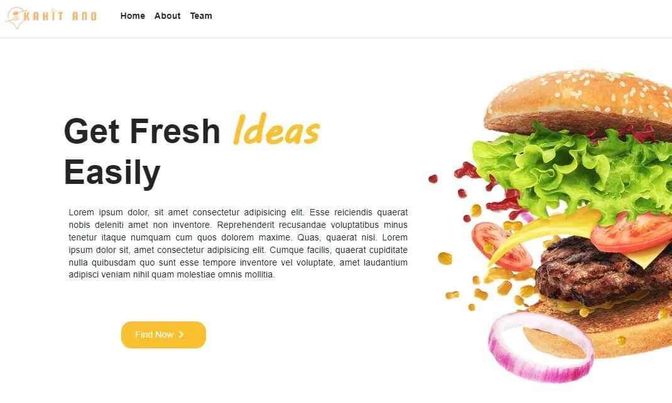 KAHIT ANO
Home About Team
Get Fresh Ideas
Easily
Lorem ipsum dolor, sit amet consectetur adipisicing elit. Esse reiciendis quaerat
nobis deleniti amet non inventore. Reprehenderit recusandae voluptatibus minus
tenetur itaque numquam cum quos dolorem maxime. Quas, quaerat nisi. Lorem
ipsum dolor sit, amet consectetur adipisicing elit. Cumque facilis, quaerat cupiditate
nulla quibusdam quo sunt esse tempore inventore vel voluptate, amet laudantium
adipisci veniam nihil quam molestiae omnis mollitia.
Find Now